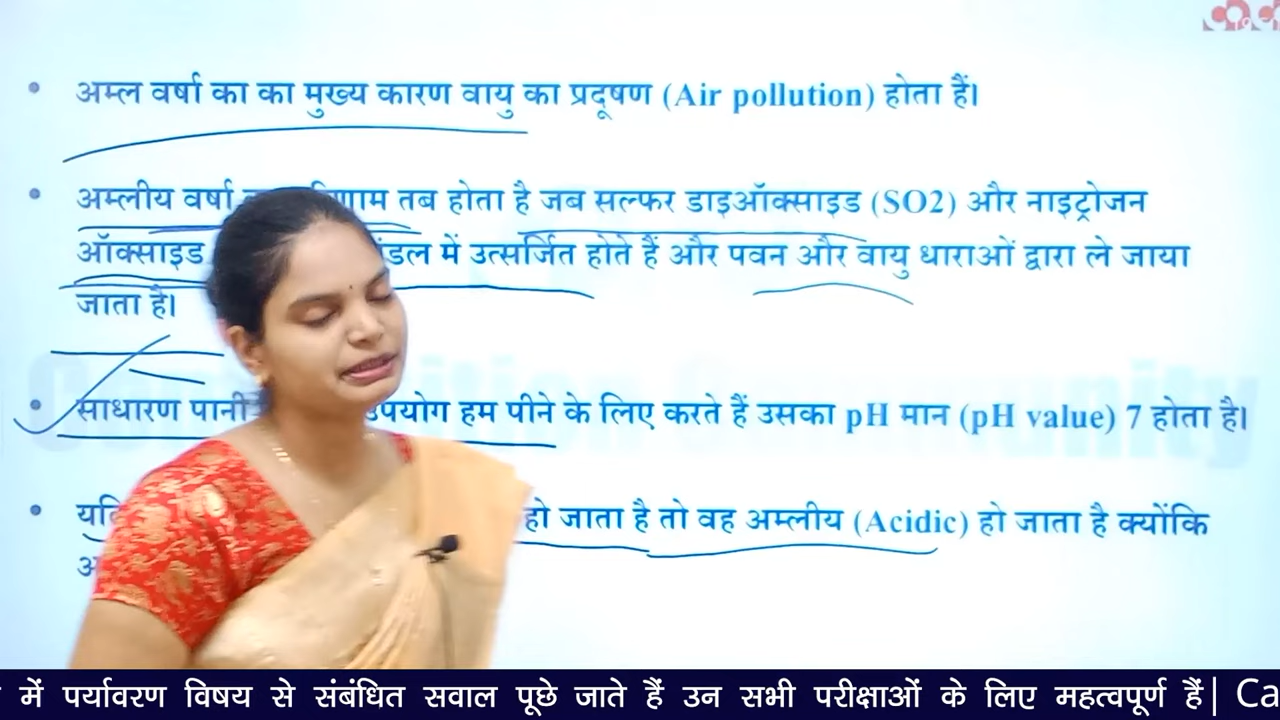 अम्ल वर्षा का का मुख्य कारण वायु का प्रदूषण (Air pollution) होता हैं।
अम्लीय वर्षा तब होता है जब सल्फर डाइऑक्साइड (SO2) और नाइट्रोजन
ऑक्साइड में उत्सर्जित होते हैं और पवन और वायु धाराओं द्वारा ले जाया
जाता है।
साधारण पानी उपयोग हम पीने के लिए करते हैं उसका pH मान (pH value) 7 होता है।
हो जाता है तो वह अम्लीय (Acidic) हो जाता है क्योंकि
में पर्यावरण विषय से संबंधित सवाल पूछे जाते हैं उन सभी परीक्षाओं के लिए महत्वपूर्ण हैं| Ca